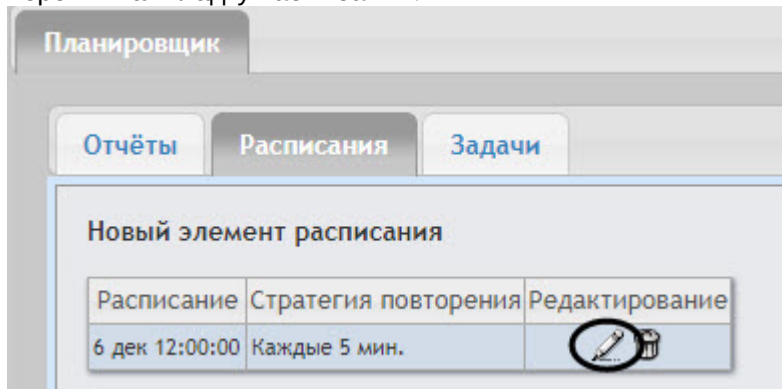 Планировщик
Отчёты Расписания Задачи
Новый элемент расписания
Расписание Стратегия повторения Редактирование
6 дек 12:00:00 Каждые 5 мин.